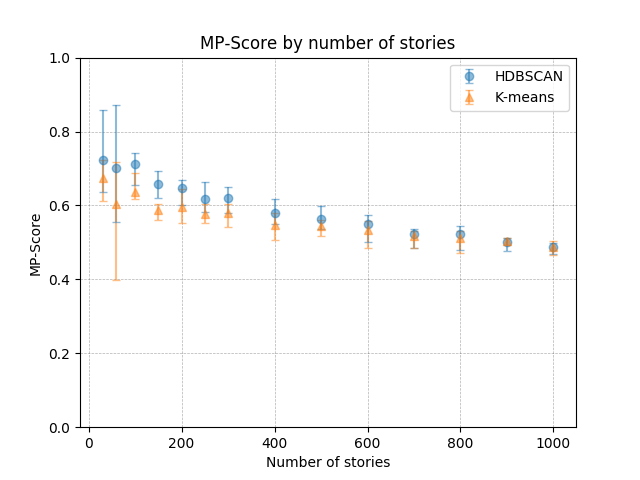 MP-Score by number of stories
HDBSCAN
K-means
1.0
0.8
0.6
0.4
0.2
0.0
MP-Score
0 200 400 600 800 1000
Number of stories